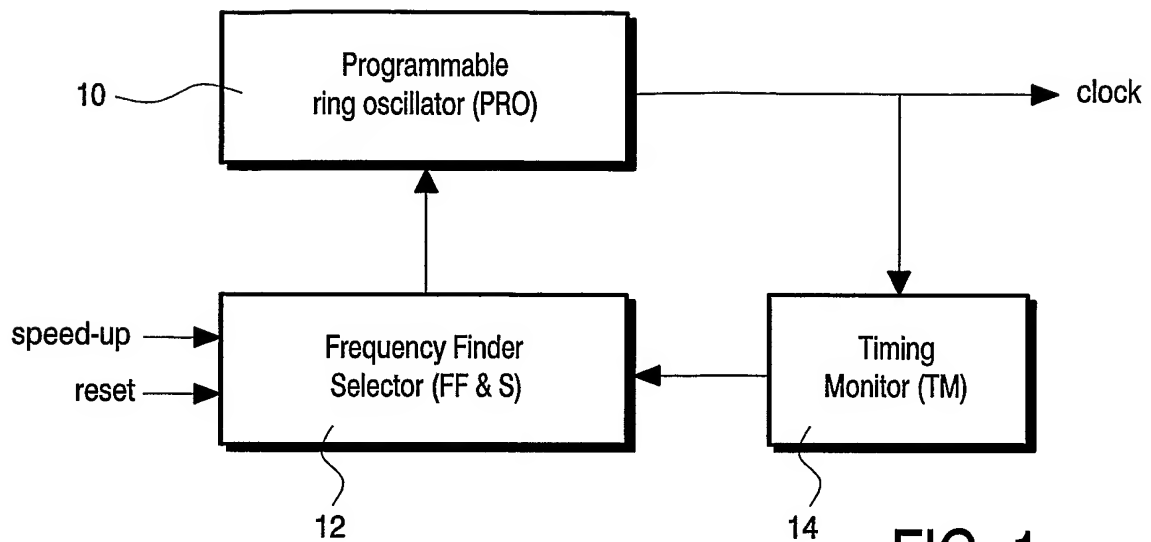 Programmable
ring oscillator (PRO)
10
clock
speed-up
reset
Frequency Finder
Selector (FF & S)
Timing
Monitor (TM)
12
14
FIG. 1